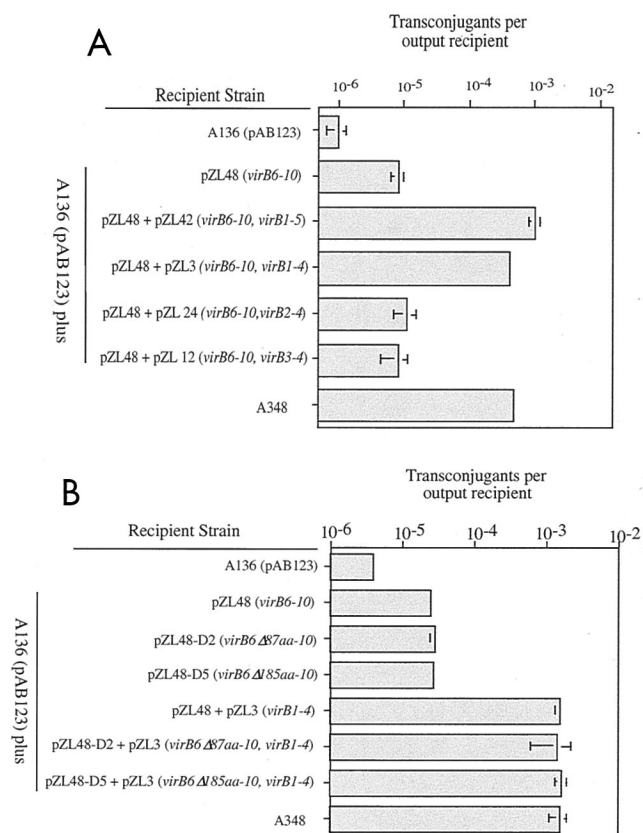 A
Transconjugants per
output recipient
Recipient Strain
10-6 10-5 10-4 10-3 10-2
A136 (pAB123)
A136 (pAB123) plus
pZL48 (virB6-10)
pZL48 + pZL42 (virB6-10, virB1-5)
pZL48 + pZL3 (virB6-10, virB1-4)
pZL48 + pZL 24 (virB6-10,virB2-4)
pZL48 + pZL 12 (virB6-10, virB3-4)
A348
B
Transconjugants per
output recipient
Recipient Strain
10-6 10-5 10-4 10-3 10-2
A136 (pAB123)
A136 (pAB123) plus
pZL48 (virB6-10)
pZL48-D2 (virB6Δ87aa-10)
pZL48-D5 (virB6Δ185aa-10)
pZL48 + pZL3 (virB1-4)
pZL48-D2 + pZL3 (virB6Δ87aa-10, virB1-4)
pZL48-D5 + pZL3 (virB6Δ185aa-10, virB1-4)
A348